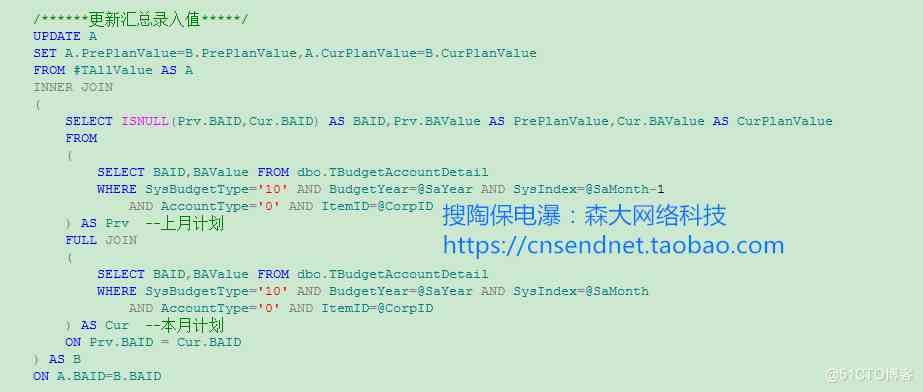 /******更新汇总录入值*****/
UPDATE A
SET A.PrePlanValue=B.PrePlanValue,A.CurPlanValue=B.CurPlanValue
FROM #TAllValue AS A
INNER JOIN
(
SELECT ISNULL(Prv.BAID,Cur.BAID) AS BAID,Prv.BAValue AS PrePlanValue,Cur.BAValue AS CurPlanValue
FROM
(
SELECT BAID,BAValue FROM dbo.TBudgetAccountDetail
WHERE SysBudgetType='10' AND BudgetYear=@SaYear AND SysIndex=@SaMonth-1
AND AccountType='0' AND ItemID=@CorpID
) AS Prv --上月计划
FULL JOIN
(
SELECT BAID,BAValue FROM dbo.TBudgetAccountDetail
WHERE SysBudgetType='10' AND BudgetYear=@SaYear AND SysIndex=@SaMonth
AND AccountType='0' AND ItemID=@CorpID
) AS Cur --本月计划
ON Prv.BAID = Cur.BAID
) AS B
ON A.BAID=B.BAID
搜陶保电瀑：森大网络科技
https://cnsendnet.taobao.com
@51CTO博客